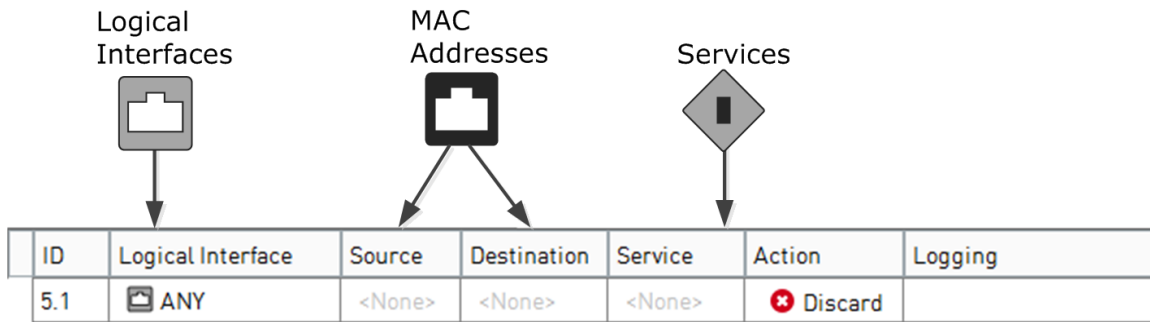 Logical
Interfaces
MAC
Addresses
Services
ID Logical Interface Source Destination Service Action Logging
5.1 ANY <None> <None> <None> Discard